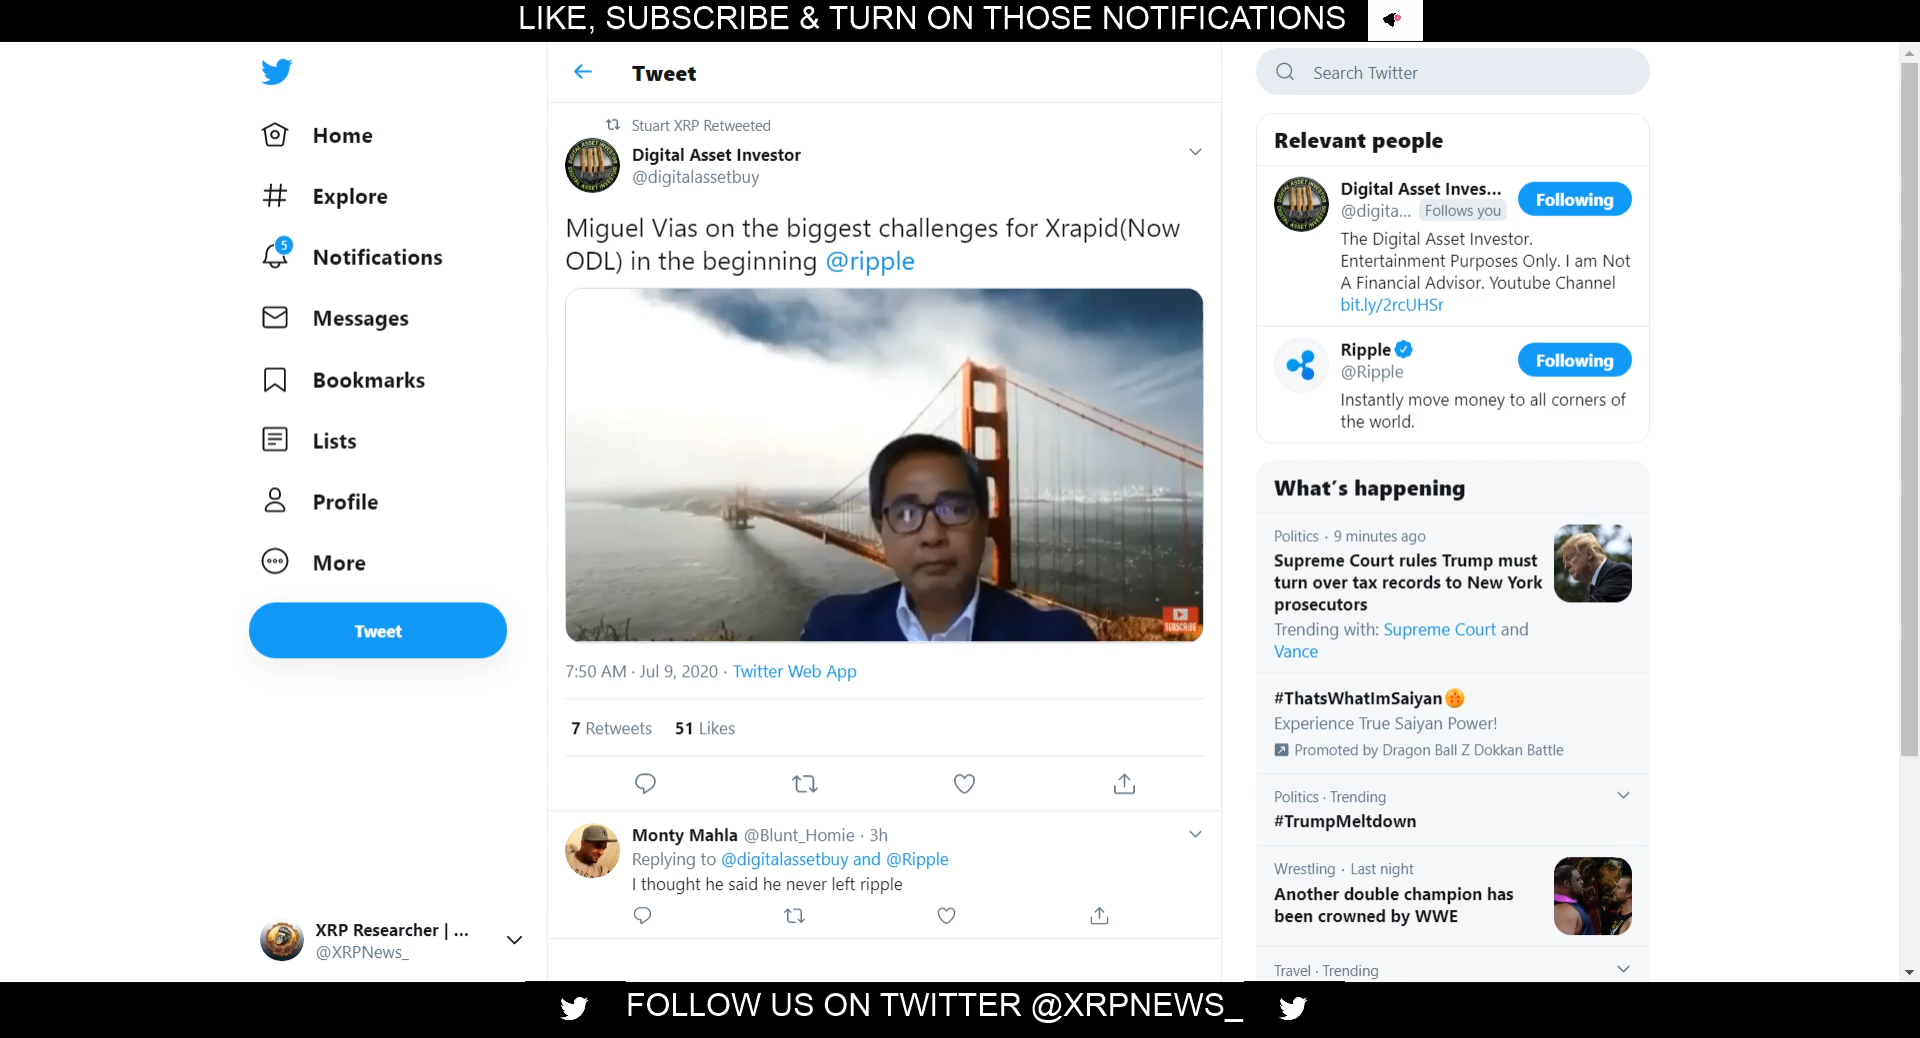 LIKE, SUBSCRIBE & TURN ON THOSE NOTIFICATIONS
Home
Explore
5
Notifications
Messages
Bookmarks
Lists
Profile
More
Tweet
XRP Researcher | ...
@XRPNews_
Tweet
Stuart XRP Retweeted
Digital Asset Investor
@digitalassetbuy
Miguel Vias on the biggest challenges for Xrapid(Now
ODL) in the beginning @ripple
SUBSCRIBE
7:50 AM · Jul 9, 2020 · Twitter Web App
7 Retweets 51 Likes
Monty Mahla @Blunt_Homie · 3h
Replying to @digitalassetbuy and @Ripple
I thought he said he never left ripple
Search Twitter
Relevant people
Digital Asset Inves...
@digita... Follows you
Following
The Digital Asset Investor.
Entertainment Purposes Only. I am Not
A Financial Advisor. Youtube Channel
bit.ly/2rcUHSr
Ripple
@Ripple
Following
Instantly move money to all corners of
the world.
What's happening
Politics · 9 minutes ago
Supreme Court rules Trump must
turn over tax records to New York
prosecutors
Trending with: Supreme Court and
Vance
#ThatsWhatImSaiyan
Experience True Saiyan Power!
Promoted by Dragon Ball Z Dokkan Battle
Politics · Trending
#TrumpMeltdown
Wrestling · Last night
Another double champion has
been crowned by WWE
Travel · Trending
FOLLOW US ON TWITTER @XRPNEWS_